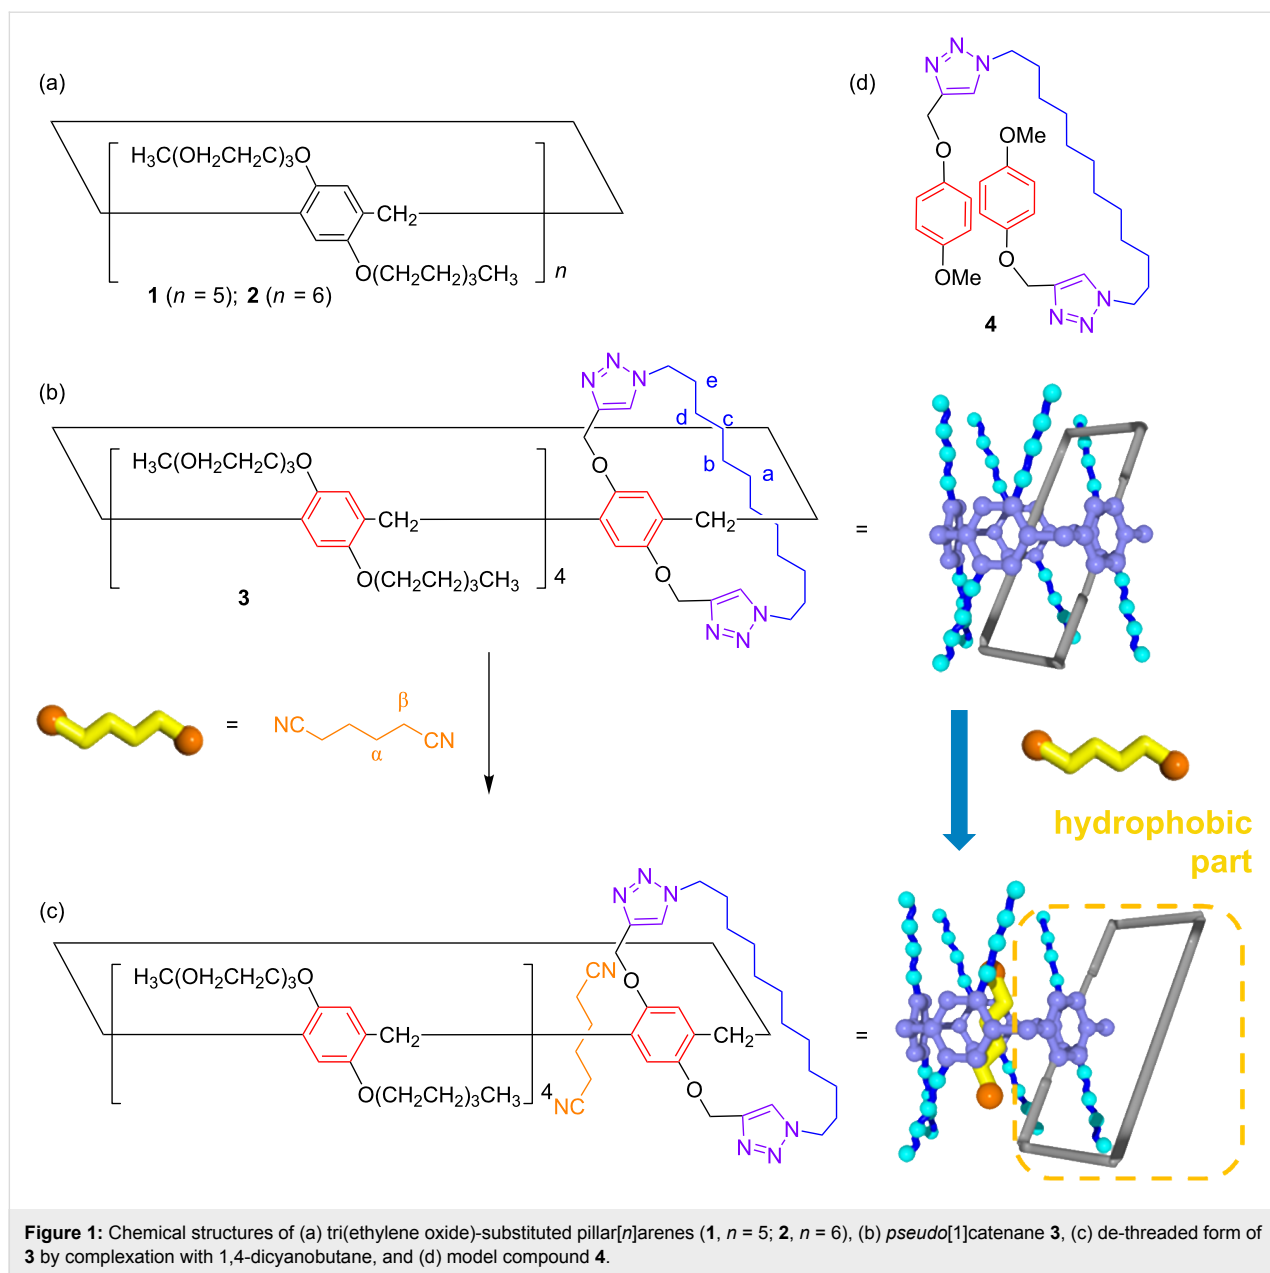 (a)
H₃C(OH₂CH₂C)₃O
CH₂
O(CH₂CH₂)₃CH₃
n
1 (n = 5); 2 (n = 6)
(d)
N
N
N
O
OMe
OMe
O
N
N
N
4
(b)
N
N
N
e
d
c
b
a
H₃C(OH₂CH₂C)₃O
O
CH₂
CH₂
O(CH₂CH₂)₃CH₃
4
O
3
N
N
N
=
=
NC
CN
β
α
hydrophobic
part
(c)
N
N
N
H₃C(OH₂CH₂C)₃O
CN
O
CH₂
CH₂
O(CH₂CH₂)₃CH₃
4
NC
O
N
N
N
=
Figure 1: Chemical structures of (a) tri(ethylene oxide)-substituted pillar[n]arenes (1, n = 5; 2, n = 6), (b) pseudo[1]catenane 3, (c) de-threaded form of
3 by complexation with 1,4-dicyanobutane, and (d) model compound 4.